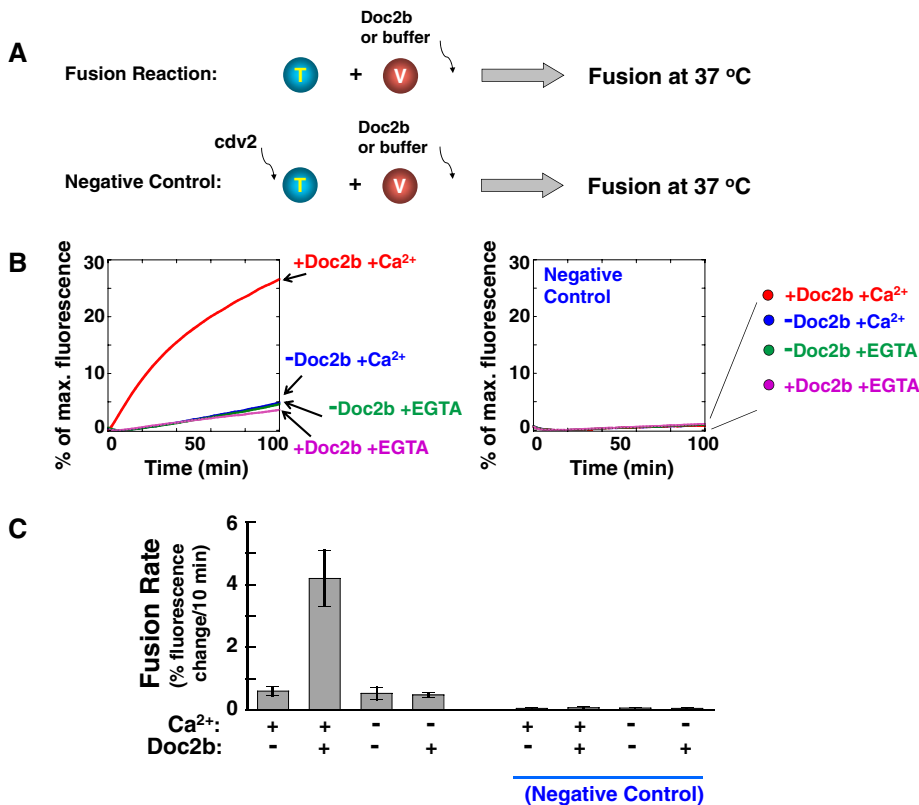 A
Doc2b
or buffer
Fusion Reaction:
T
+
V
Fusion at 37 °C
cdv2
Doc2b
or buffer
Negative Control:
T
+
V
Fusion at 37 °C
B
% of max. fluorescence
30
20
10
0
0
50
100
Time (min)
+Doc2b +Ca²⁺
-Doc2b +Ca²⁺
-Doc2b +EGTA
+Doc2b +EGTA
% of max. fluorescence
30
20
10
0
0
50
100
Time (min)
Negative
Control
+Doc2b +Ca²⁺
-Doc2b +Ca²⁺
-Doc2b +EGTA
+Doc2b +EGTA
C
Fusion Rate
(% fluorescence
change/10 min)
6
4
2
0
Ca²⁺: + + - - + + - -
Doc2b: - + - + - + - +
(Negative Control)